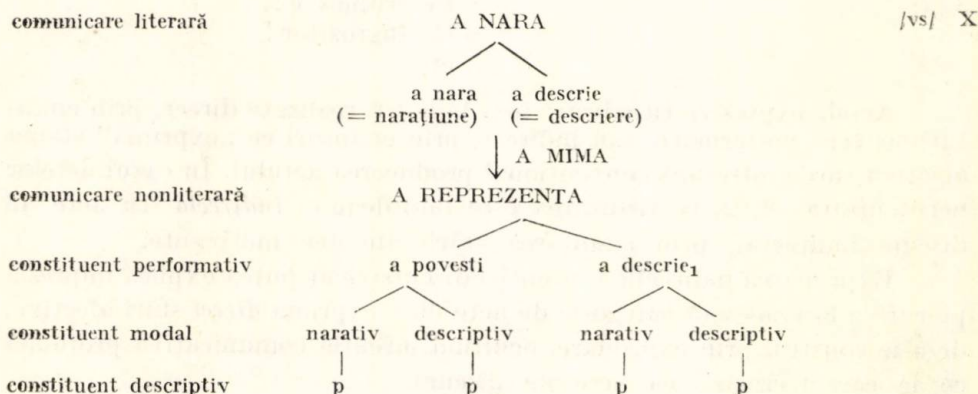 comunicare literară A NARA /vs/ X
a nara a descrie
(= narațiune) (= descriere)
A MIMA
comunicare nonliterară A REPREZENTA
constituent performativ a povesti a descrie₁
constituent modal narativ descriptiv narativ descriptiv
constituent descriptiv p p p p